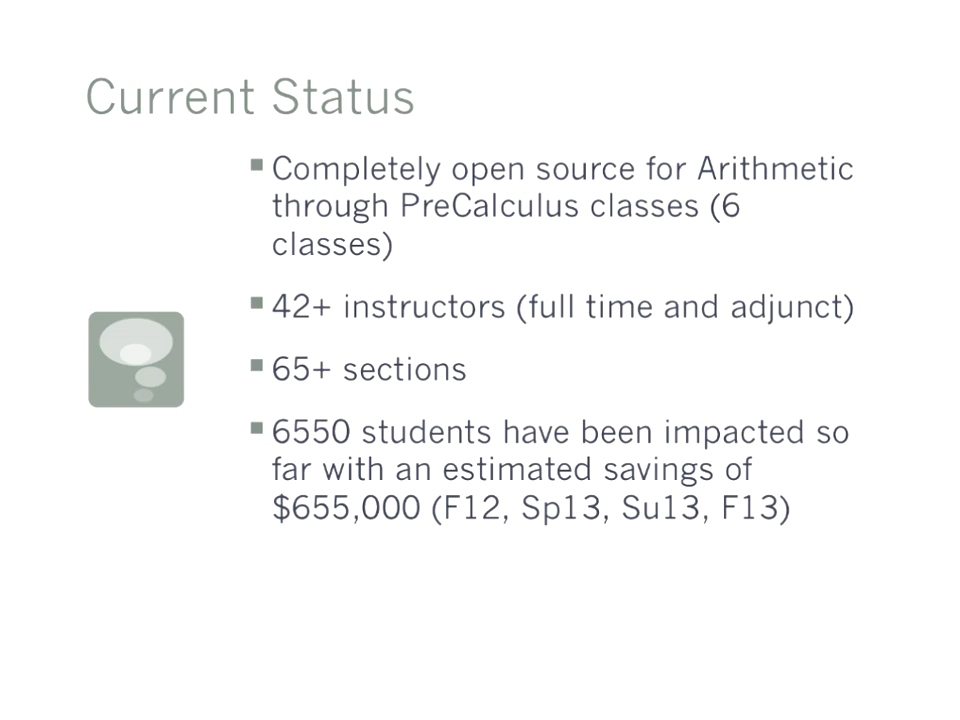 Current Status
▪ Completely open source for Arithmetic
through PreCalculus classes (6
classes)
▪ 42+ instructors (full time and adjunct)
▪ 65+ sections
▪ 6550 students have been impacted so
far with an estimated savings of
$655,000 (F12, Sp13, Su13, F13)